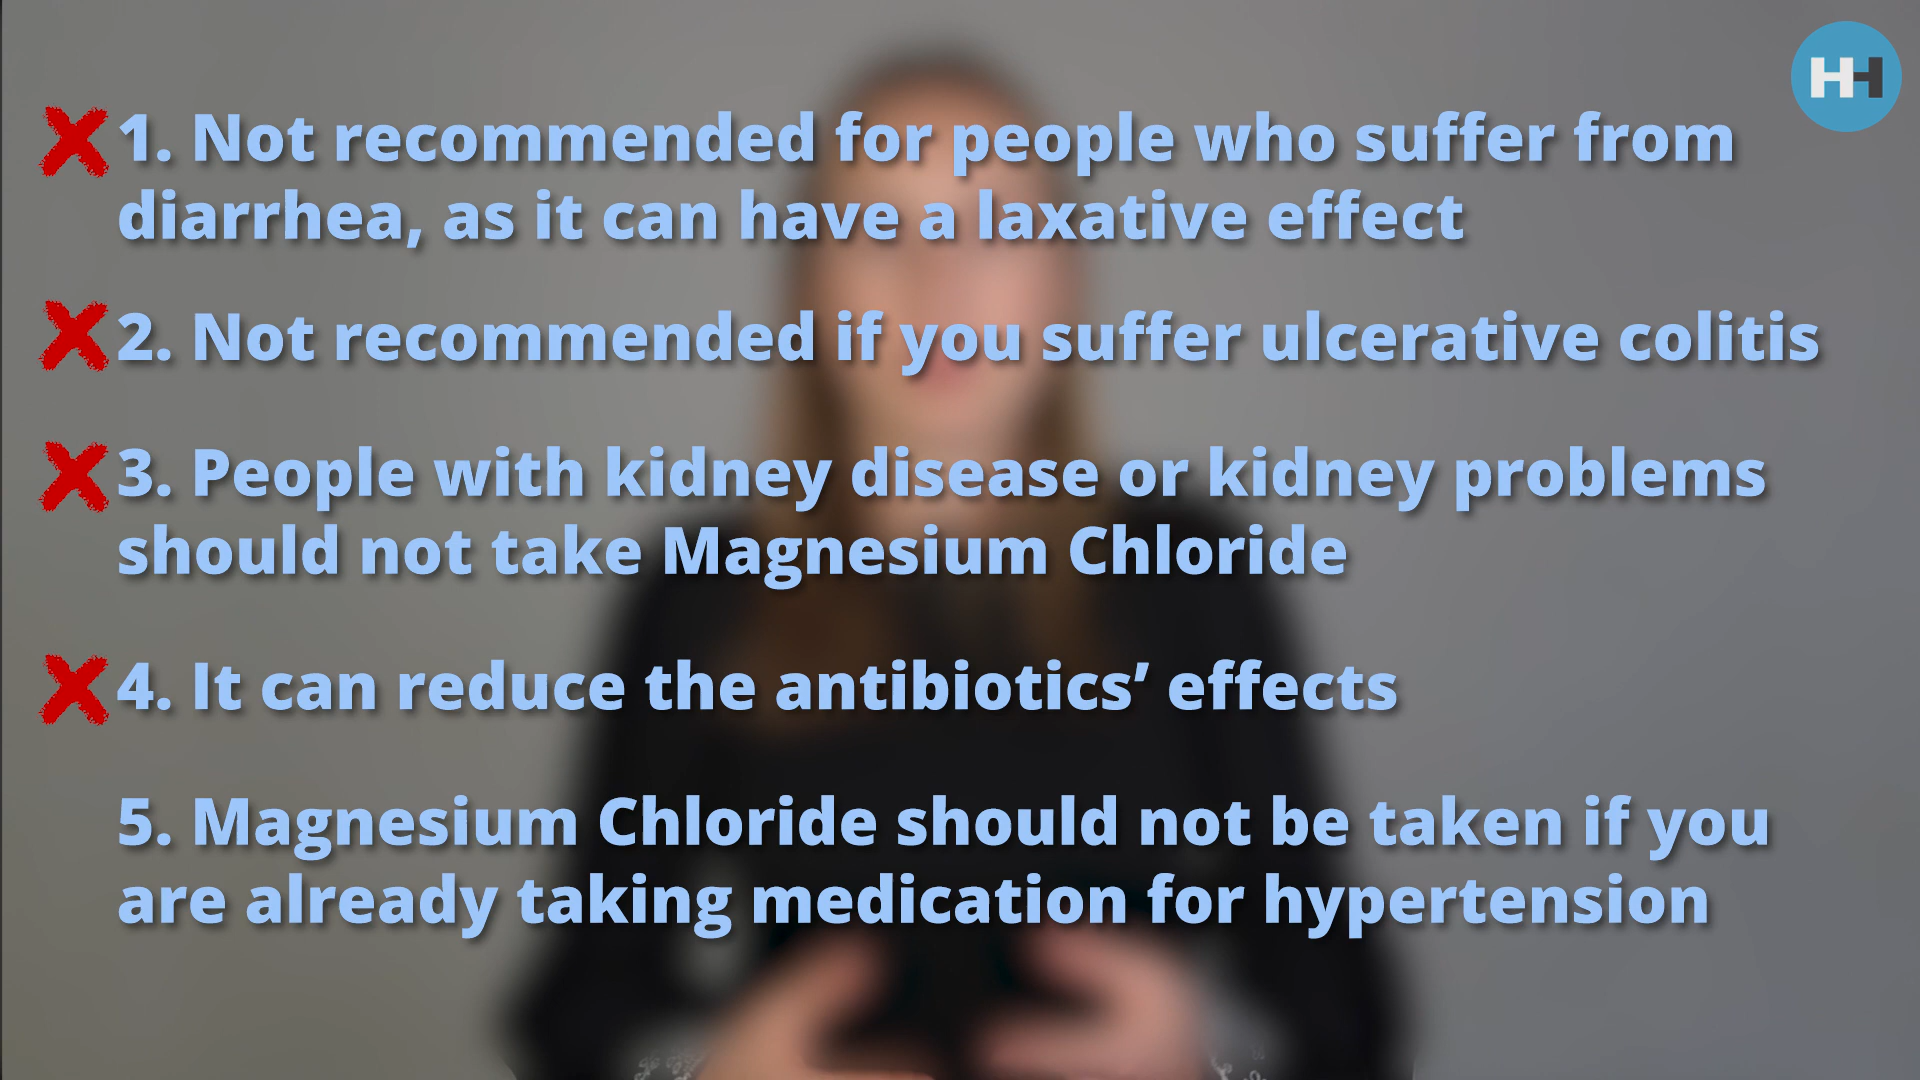 HH
1. Not recommended for people who suffer from
diarrhea, as it can have a laxative effect
2. Not recommended if you suffer ulcerative colitis
3. People with kidney disease or kidney problems
should not take Magnesium Chloride
4. It can reduce the antibiotics’ effects
5. Magnesium Chloride should not be taken if you
are already taking medication for hypertension